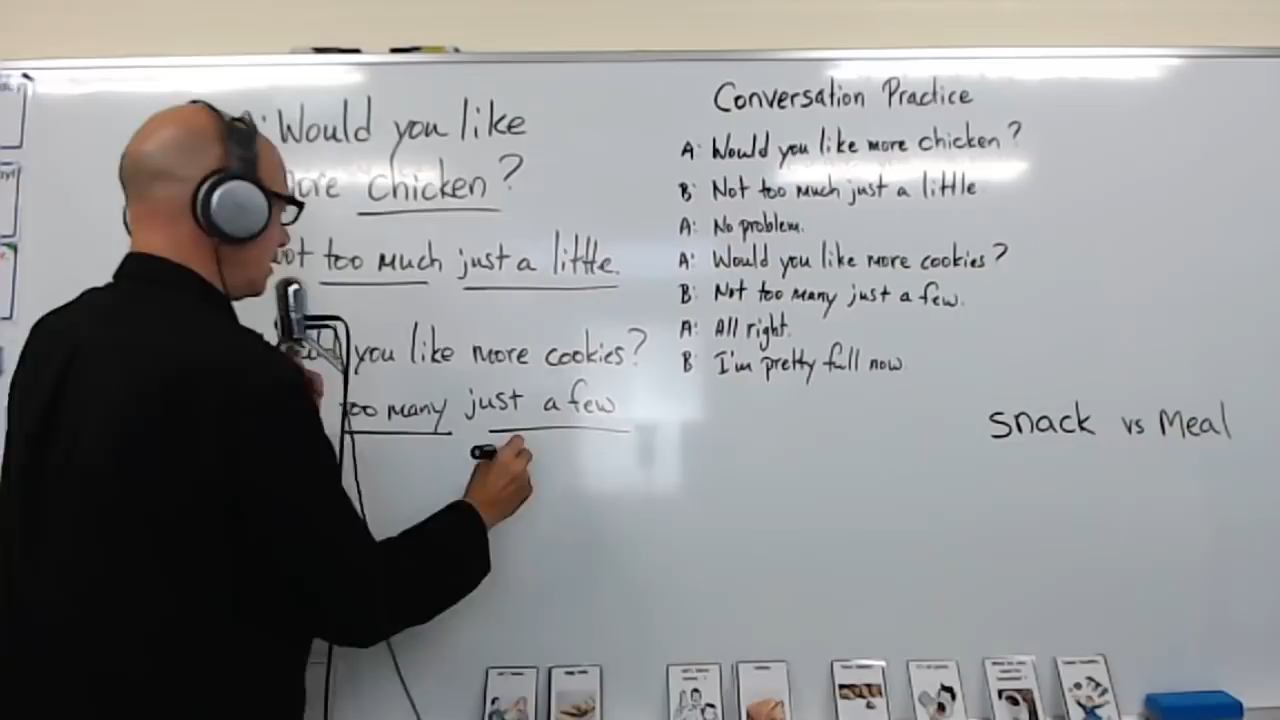 Would you like
more chicken?
Not too much just a little.
you like more cookies?
too many just a few
Conversation Practice
A: Would you like more chicken?
B: Not too much just a little
A: No problem.
A: Would you like more cookies?
B: Not too many just a few.
A: All right.
B: I'm pretty full now.
Snack vs Meal